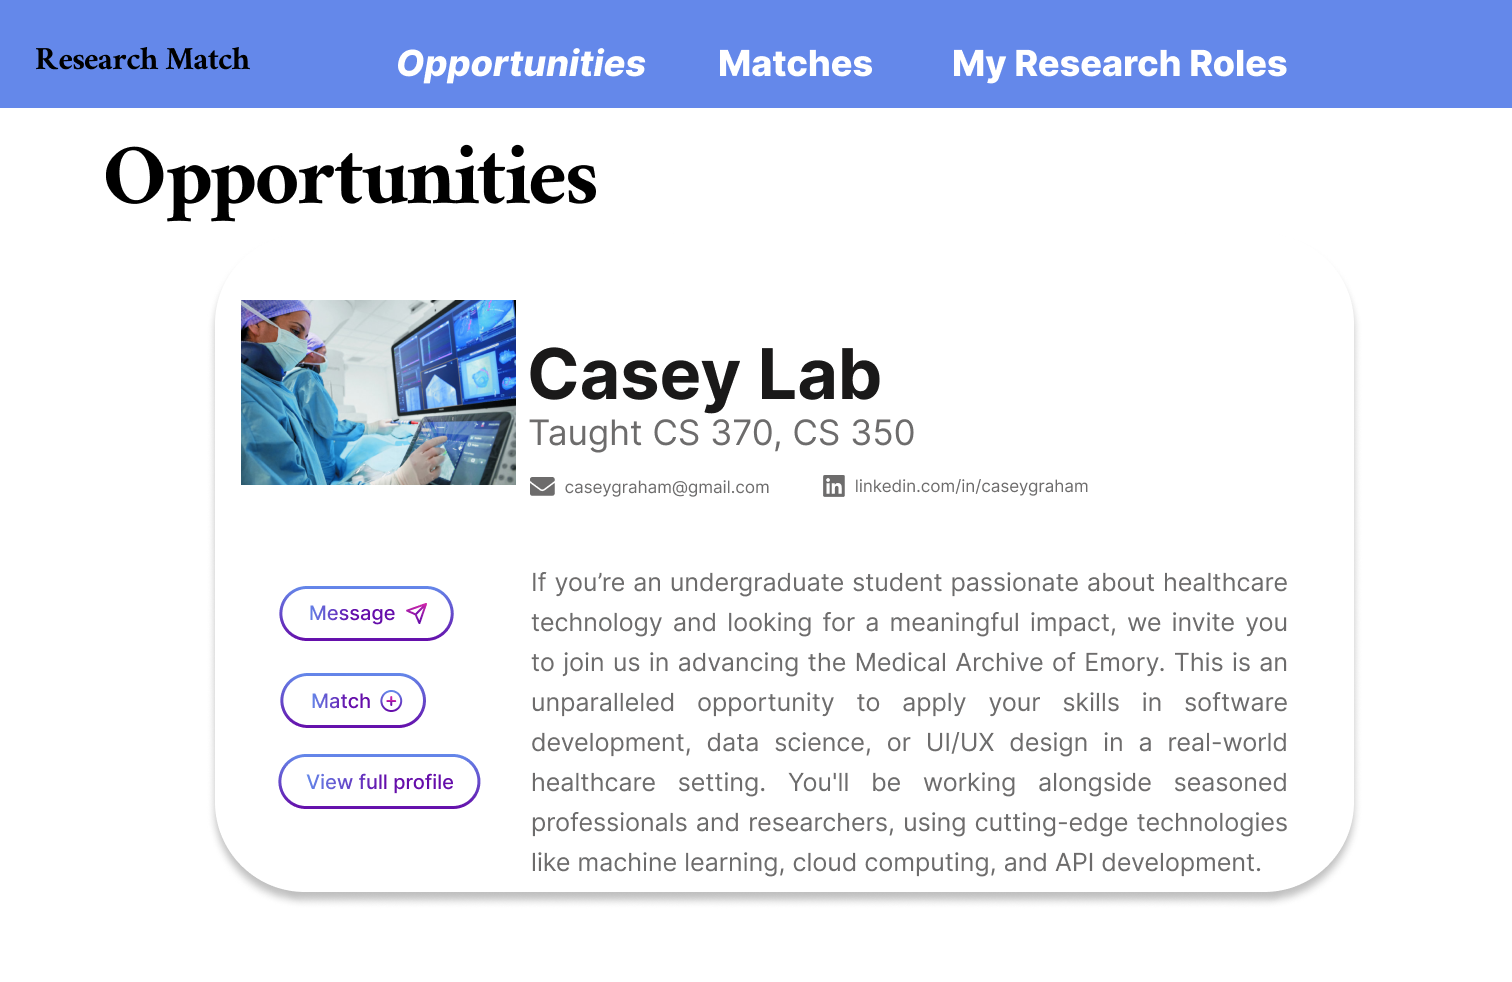 Research Match
Opportunities
Matches
My Research Roles
Opportunities
Casey Lab
Taught CS 370, CS 350
caseygraham@gmail.com
linkedin.com/in/caseygraham
Message
Match
View full profile
If you’re an undergraduate student passionate about healthcare
technology and looking for a meaningful impact, we invite you
to join us in advancing the Medical Archive of Emory. This is an
unparalleled opportunity to apply your skills in software
development, data science, or UI/UX design in a real-world
healthcare setting. You'll be working alongside seasoned
professionals and researchers, using cutting-edge technologies
like machine learning, cloud computing, and API development.